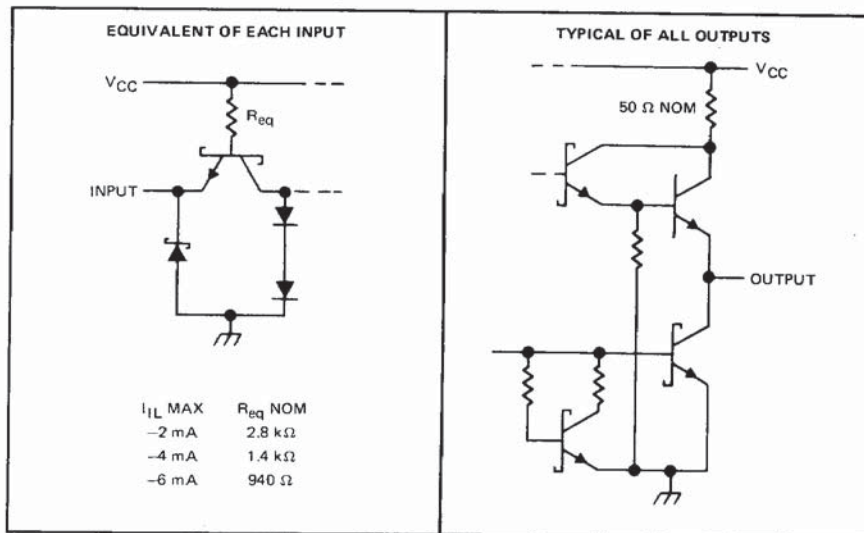 EQUIVALENT OF EACH INPUT
VCC
Req
INPUT
IIL MAX Req NOM
−2 mA 2.8 kΩ
−4 mA 1.4 kΩ
−6 mA 940 Ω
TYPICAL OF ALL OUTPUTS
VCC
50 Ω NOM
OUTPUT